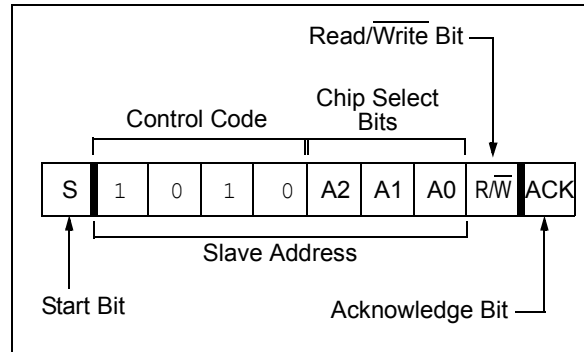 Read/Write Bit
Chip Select
Control Code Bits
S 1 0 1 0 A2 A1 A0 R/W ACK
Slave Address
Start Bit Acknowledge Bit